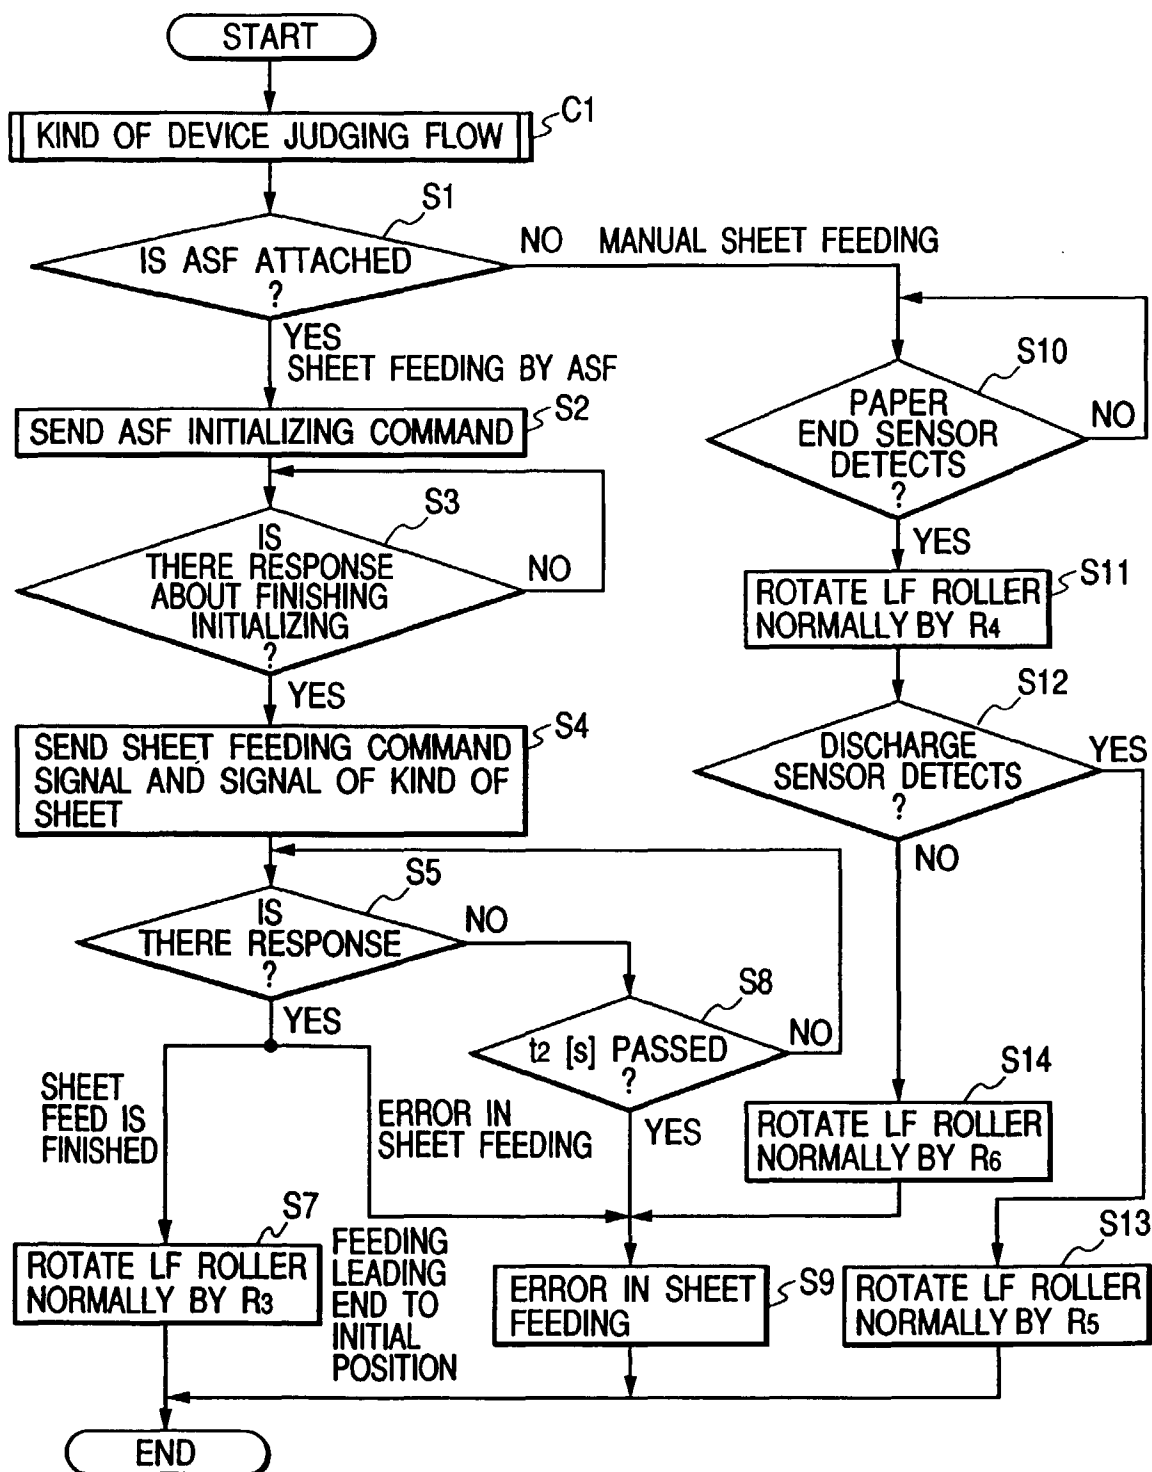 START
KIND OF DEVICE JUDGING FLOW
C1
S1
IS ASF ATTACHED
?
NO MANUAL SHEET FEEDING
YES
SHEET FEEDING BY ASF
S2
SEND ASF INITIALIZING COMMAND
S3
IS
THERE RESPONSE
ABOUT FINISHING
INITIALIZING
?
NO
YES
S4
SEND SHEET FEEDING COMMAND
SIGNAL AND SIGNAL OF KIND OF
SHEET
S5
IS
THERE RESPONSE
?
NO
YES
S8
t2 [s] PASSED
?
NO
YES
SHEET
FEED IS
FINISHED
ERROR IN
SHEET FEEDING
S7
ROTATE LF ROLLER
NORMALLY BY R3
FEEDING
LEADING
END TO
INITIAL
POSITION
S9
ERROR IN SHEET
FEEDING
S10
PAPER
END SENSOR
DETECTS
?
NO
YES
S11
ROTATE LF ROLLER
NORMALLY BY R4
S12
DISCHARGE
SENSOR DETECTS
?
YES
NO
S14
ROTATE LF ROLLER
NORMALLY BY R6
S13
ROTATE LF ROLLER
NORMALLY BY R5
END